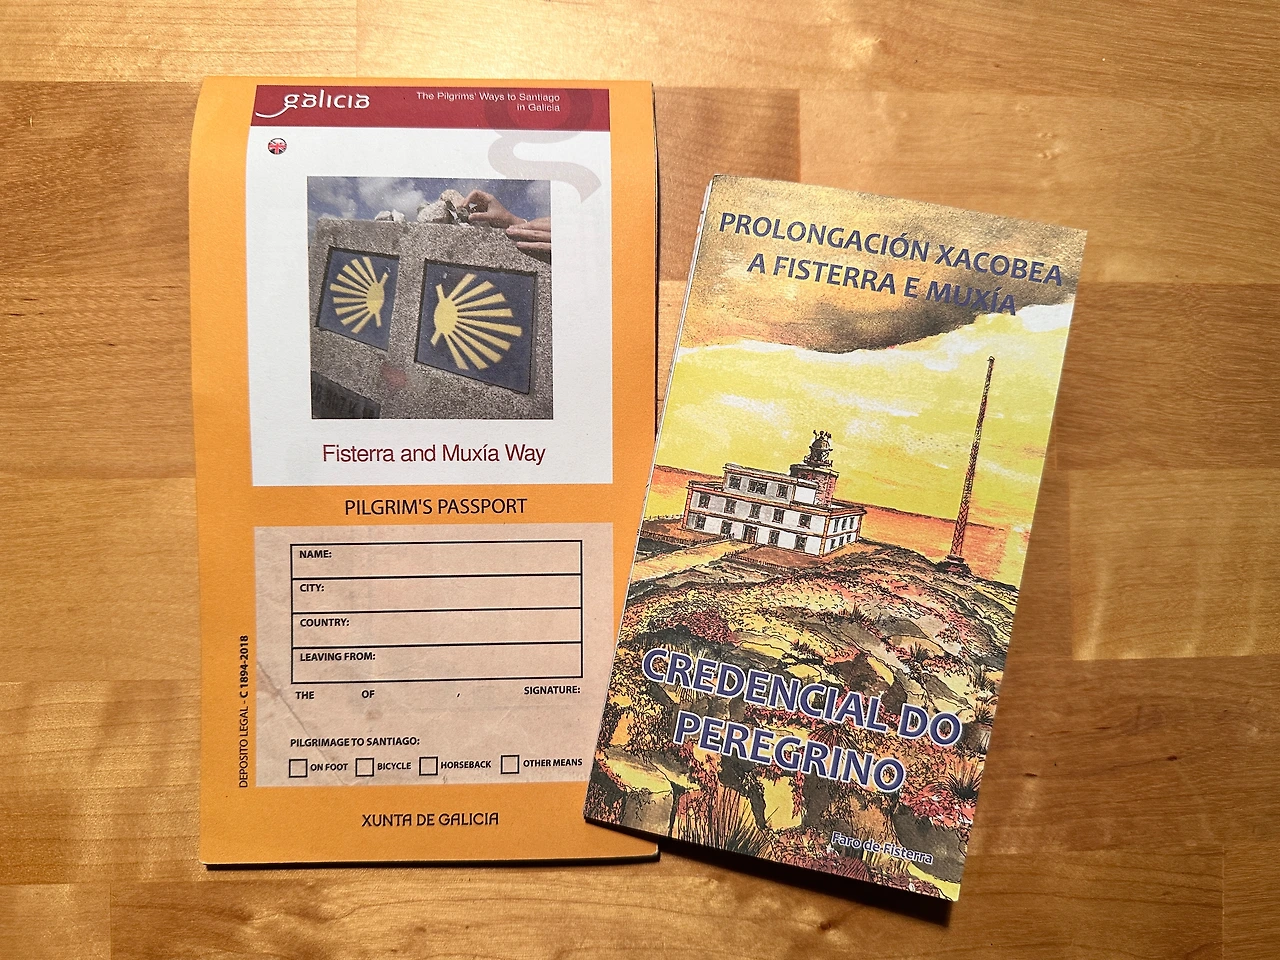 galicia
The Pilgrims' Ways to Santiago
in Galicia
Fisterra and Muxía Way
PILGRIM'S PASSPORT
NAME:
CITY:
COUNTRY:
LEAVING FROM:
THE OF , SIGNATURE:
PILGRIMAGE TO SANTIAGO:
ON FOOT BICYCLE HORSEBACK OTHER MEANS
DEPOSITO LEGAL - C 1894-2018
XUNTA DE GALICIA
PROLONGACIÓN XACOBEA
A FISTERRA E MUXÍA
CREDENCIAL DO
PEREGRINO
Faro de Fisterra